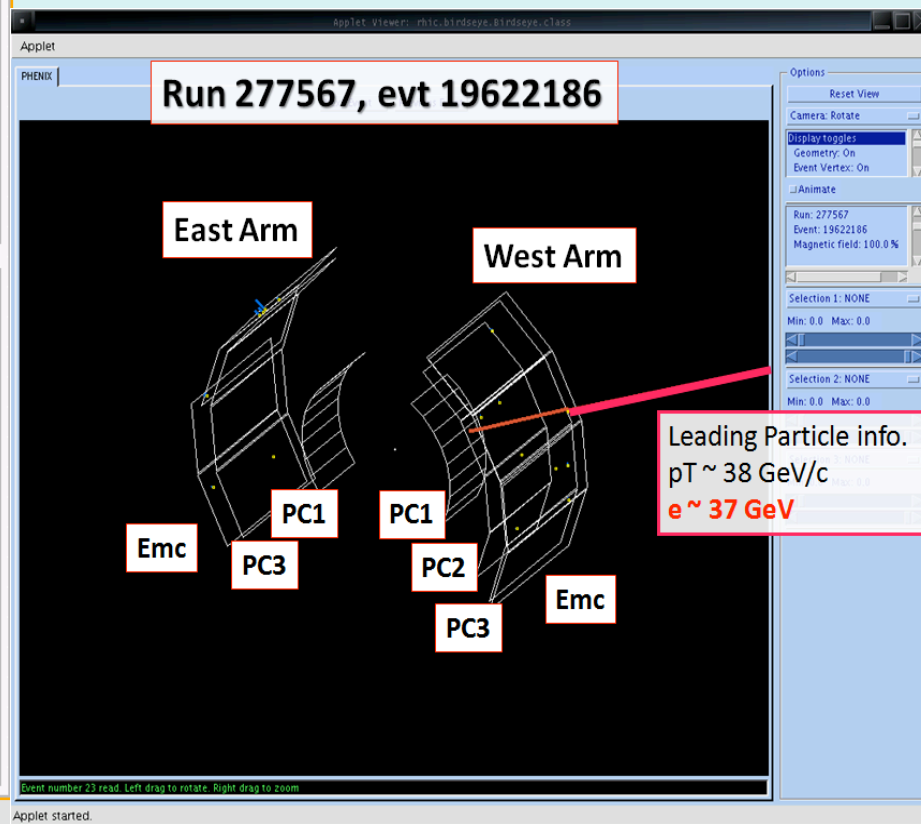 Applet Viewer: rhic.birdseye.Birdseye.class
Applet
PHENIX
Run 277567, evt 19622186
East Arm
West Arm
PC1
PC1
Emc
PC3
PC2
Emc
PC3
Leading Particle info.
pT ~ 38 GeV/c
e ~ 37 GeV
Options
Reset View
Camera: Rotate
Display toggles
Geometry: On
Event Vertex: On
Animate
Run: 277567
Event: 19622186
Magnetic field: 100.0 %
Selection 1: NONE
Min: 0.0 Max: 0.0
Selection 2: NONE
Min: 0.0 Max: 0.0
Event number 23 read. Left drag to rotate. Right drag to zoom
Applet started.